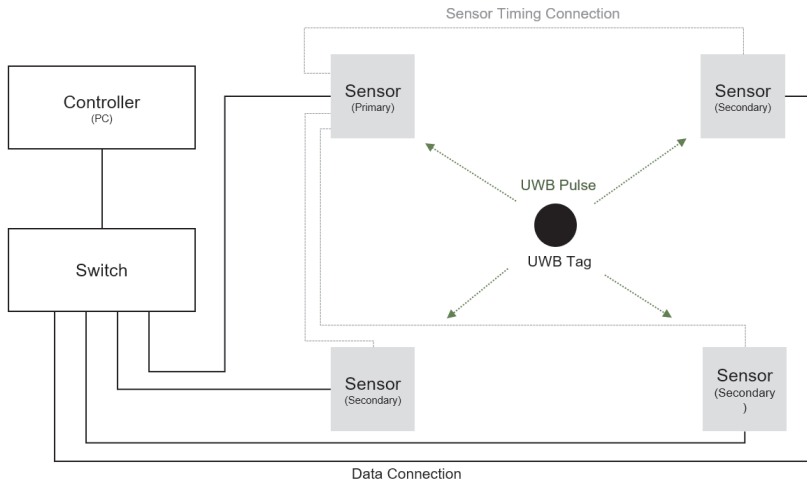 Sensor Timing Connection
Controller
(PC)
Sensor
(Primary)
Sensor
(Secondary)
UWB Pulse
UWB Tag
Switch
Sensor
(Secondary)
Sensor
(Secondary
)
Data Connection